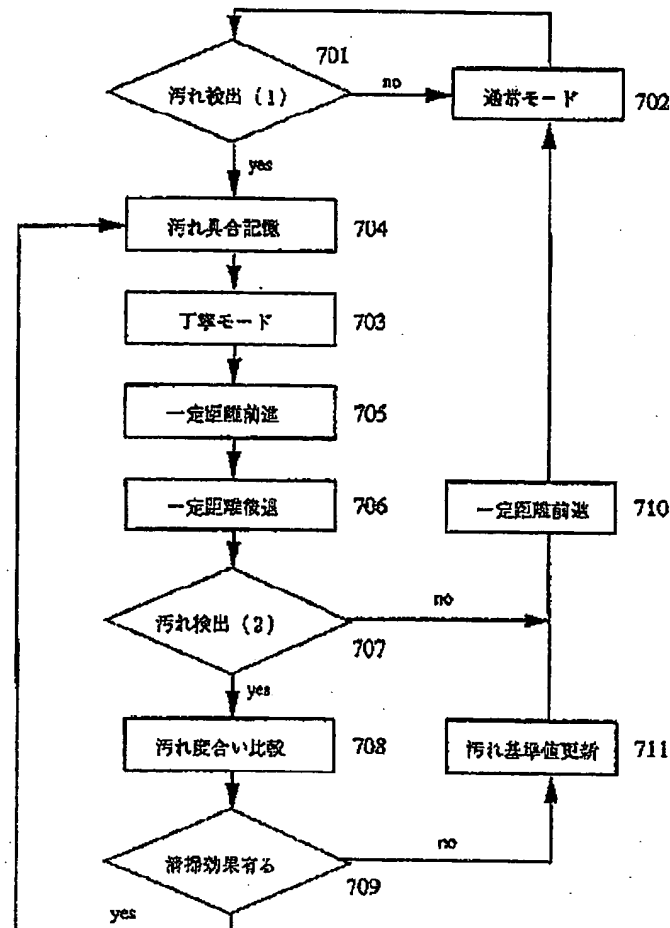 701
汚れ検出(1)
no
通常モード
702
yes
汚れ具合記憶
704
丁寧モード
703
一定距離前進
705
一定距離後退
706
一定距離前進
710
汚れ検出(2)
no
707
yes
汚れ度合い比較
708
汚れ基準値更新
711
清掃効果有る
no
709
yes